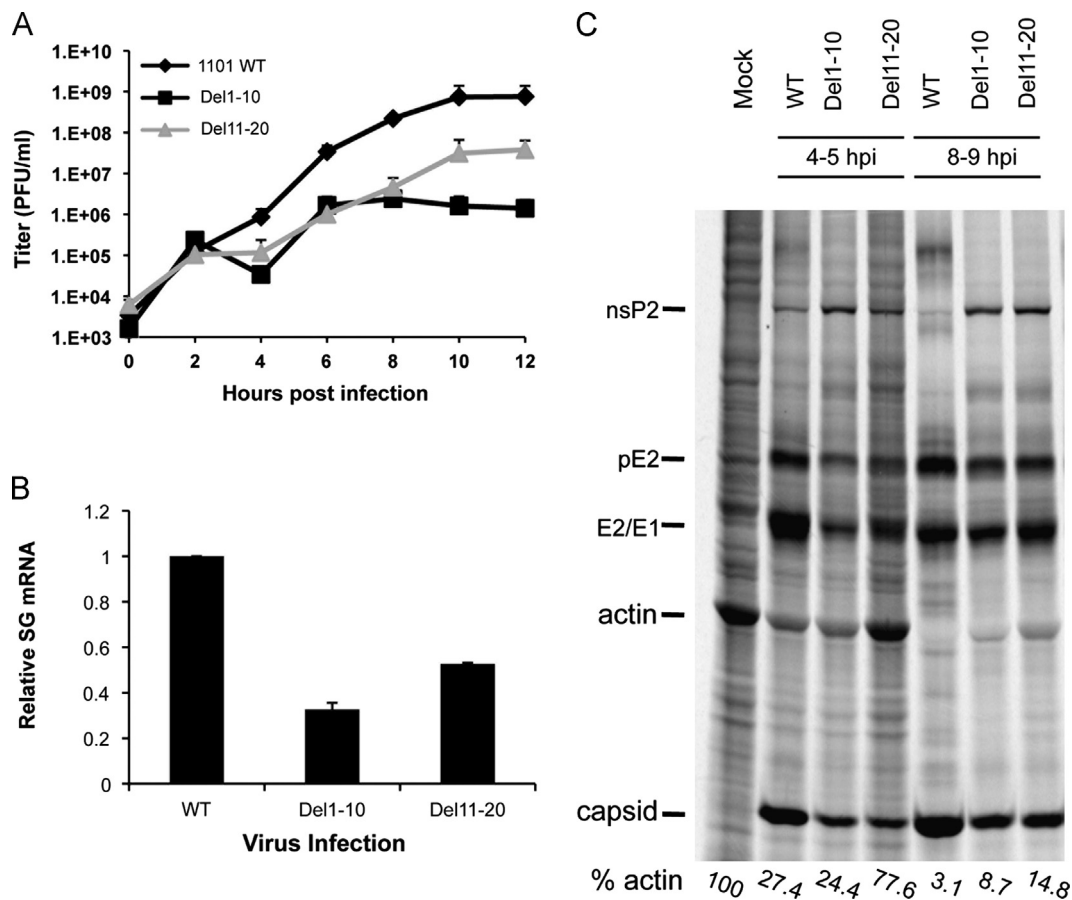 A
1.E+10
1.E+09
1.E+08
1.E+07
1.E+06
1.E+05
1.E+04
1.E+03
Titer (PFU/ml)
1101 WT
Del1-10
Del11-20
0 2 4 6 8 10 12
Hours post infection
B
1.2
1
0.8
0.6
0.4
0.2
0
Relative SG mRNA
WT Del1-10 Del11-20
Virus Infection
C
Mock WT Del1-10 Del11-20 WT Del1-10 Del11-20
4-5 hpi 8-9 hpi
nsP2
pE2
E2/E1
actin
capsid
% actin 100 27.4 24.4 77.6 3.1 8.7 14.8